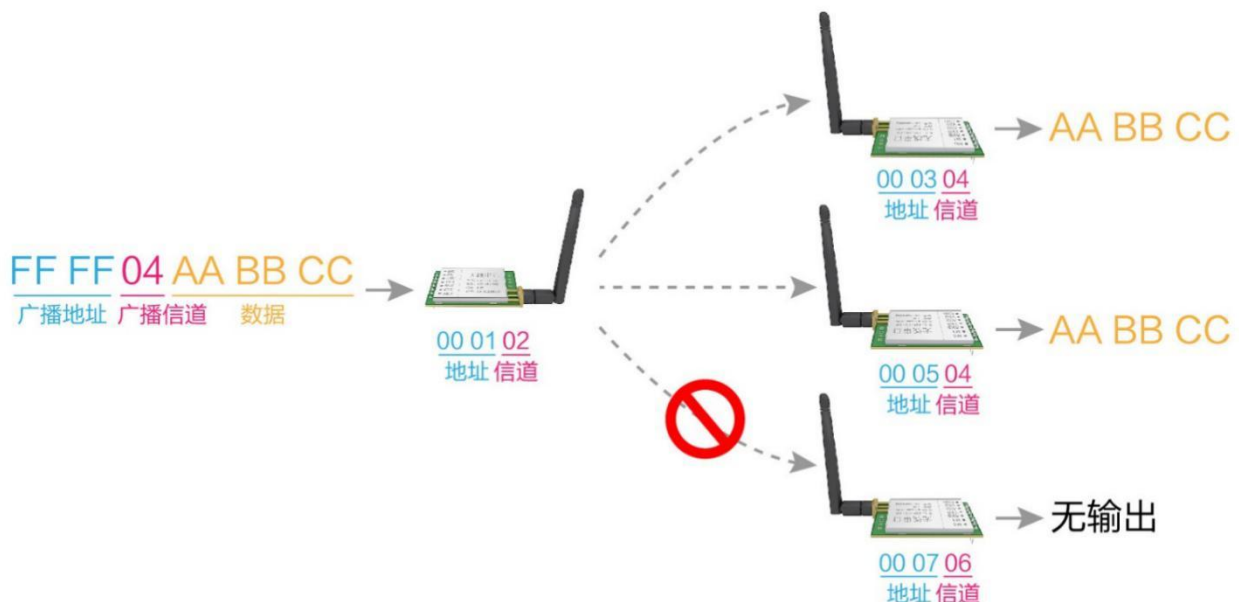 FF FF 04 AA BB CC
广播地址 广播信道 数据
00 01 02
地址 信道
AA BB CC
00 03 04
地址 信道
AA BB CC
00 05 04
地址 信道
无输出
00 07 06
地址 信道